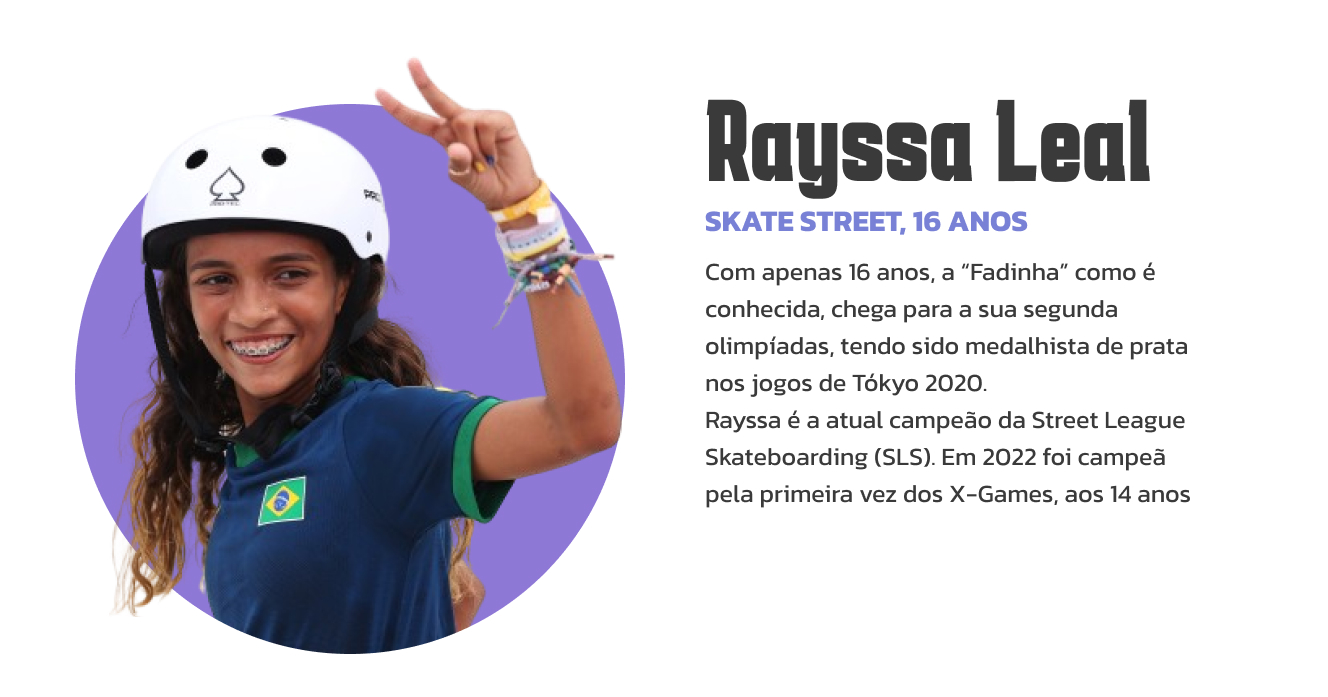 Rayssa Leal
SKATE STREET, 16 ANOS
Com apenas 16 anos, a “Fadinha” como é
conhecida, chega para a sua segunda
olimpíadas, tendo sido medalhista de prata
nos jogos de Tókyo 2020.
Rayssa é a atual campeão da Street League
Skateboarding (SLS). Em 2022 foi campeã
pela primeira vez dos X-Games, aos 14 anos